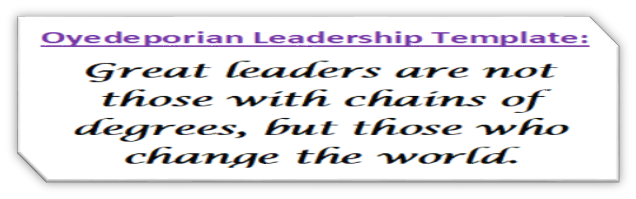 Oyedeporian Leadership Template:
Great leaders are not
those with chains of
degrees, but those who
change the world.